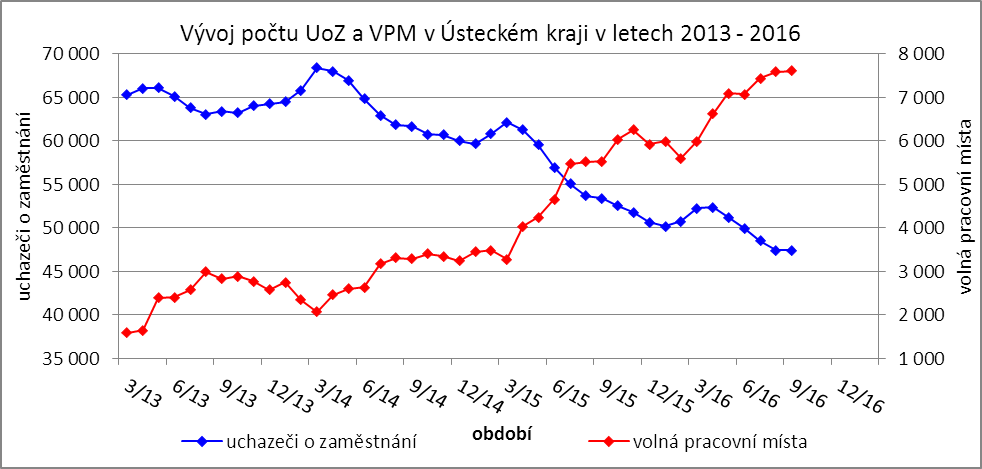 Vývoj počtu UoZ a VPM v Ústeckém kraji v letech 2013 - 2016
70 000
65 000
60 000
55 000
50 000
45 000
40 000
35 000
uchazeči o zaměstnání
8 000
7 000
6 000
5 000
4 000
3 000
2 000
1 000
volná pracovní místa
3/13 6/13 9/13 12/13 3/14 6/14 9/14 12/14 3/15 6/15 9/15 12/15 3/16 6/16 9/16 12/16
období
uchazeči o zaměstnání volná pracovní místa